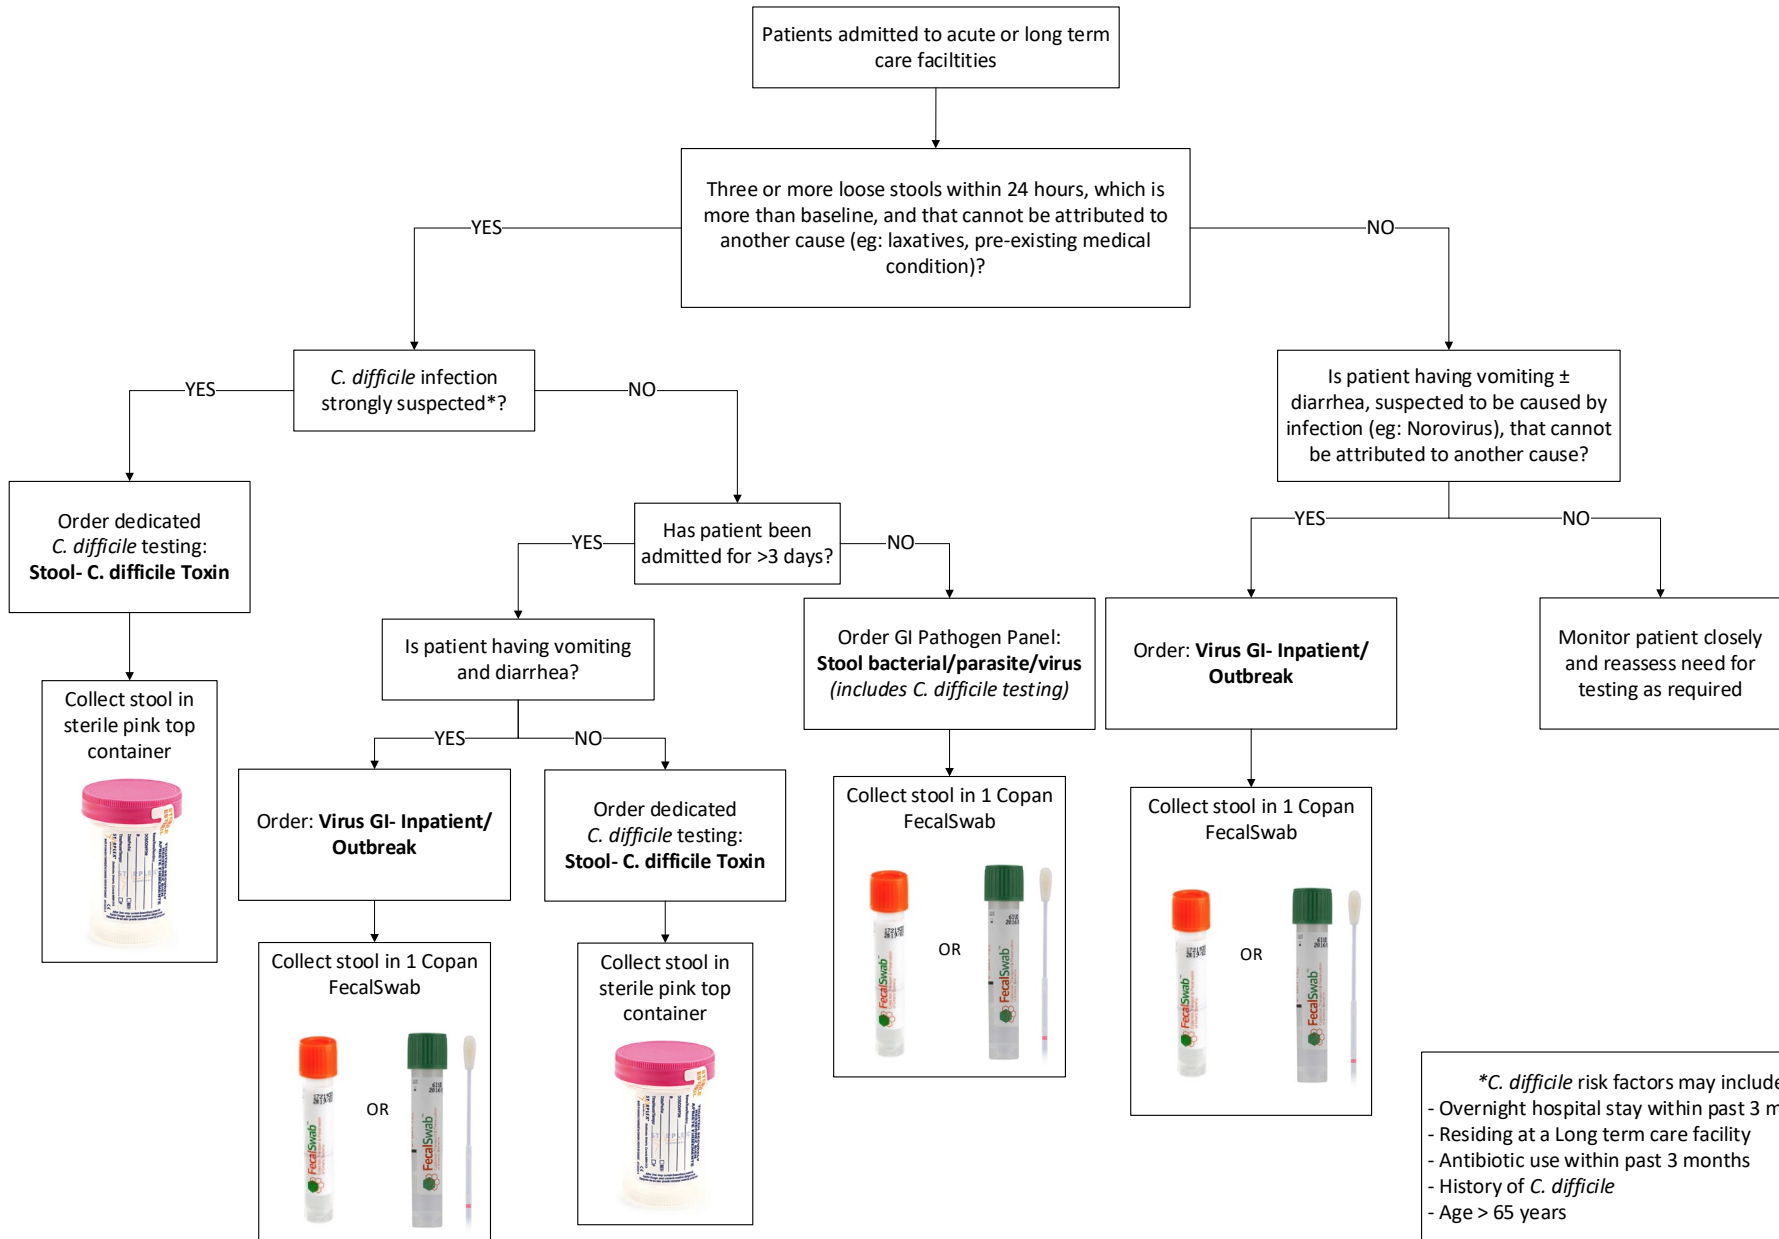 Patients admitted to acute or long term
care faciltities
Three or more loose stools within 24 hours, which is
more than baseline, and that cannot be attributed to
another cause (eg: laxatives, pre-existing medical
condition)?
YES
NO
C. difficile infection
strongly suspected*?
YES
NO
Is patient having vomiting ±
diarrhea, suspected to be caused by
infection (eg: Norovirus), that cannot
be attributed to another cause?
Order dedicated
C. difficile testing:
Stool- C. difficile Toxin
Has patient been
admitted for >3 days?
YES
NO
YES
NO
Is patient having vomiting
and diarrhea?
Order GI Pathogen Panel:
Stool bacterial/parasite/virus
(includes C. difficile testing)
Order: Virus GI- Inpatient/
Outbreak
Monitor patient closely
and reassess need for
testing as required
Collect stool in
sterile pink top
container
YES
NO
Order: Virus GI- Inpatient/
Outbreak
Order dedicated
C. difficile testing:
Stool- C. difficile Toxin
Collect stool in 1 Copan
FecalSwab
OR
FecalSwab
FecalSwab
Collect stool in 1 Copan
FecalSwab
OR
FecalSwab
FecalSwab
Collect stool in 1 Copan
FecalSwab
OR
FecalSwab
FecalSwab
Collect stool in
sterile pink top
container
*C. difficile risk factors may include
- Overnight hospital stay within past 3 m
- Residing at a Long term care facility
- Antibiotic use within past 3 months
- History of C. difficile
- Age > 65 years